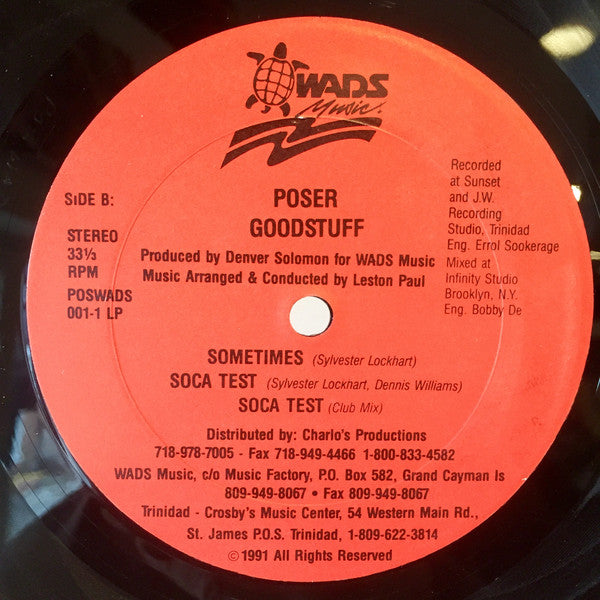 WADS
Music.
SiDE B:
STEREO
33⅓
RPM
POSWADS
001-1 LP
POSER
GOODSTUFF
Produced by Denver Solomon for WADS Music
Music Arranged & Conducted by Leston Paul
Recorded
at Sunset
and J.W.
Recording
Studio, Trinidad
Eng. Errol Sookerage
Mixed at
Infinity Studio
Brooklyn, N.Y.
Eng. Bobby De
SOMETIMES (Sylvester Lockhart)
SOCA TEST (Sylvester Lockhart, Dennis Williams)
SOCA TEST (Club Mix)
Distributed by: Charlo's Productions
718-978-7005 - Fax 718-949-4466 1-800-833-4582
WADS Music, c/o Music Factory, P.O. Box 582, Grand Cayman Is
809-949-8067 • Fax 809-949-8067
Trinidad - Crosby's Music Center, 54 Western Main Rd.,
St. James P.O.S. Trinidad, 1-809-622-3814
©1991 All Rights Reserved